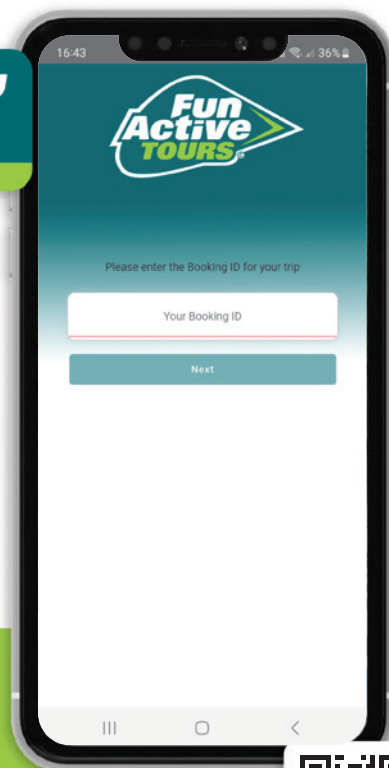 16:43
36%
Fun
Active
TOURS
Please enter the Booking ID for your trip
Your Booking ID
Next